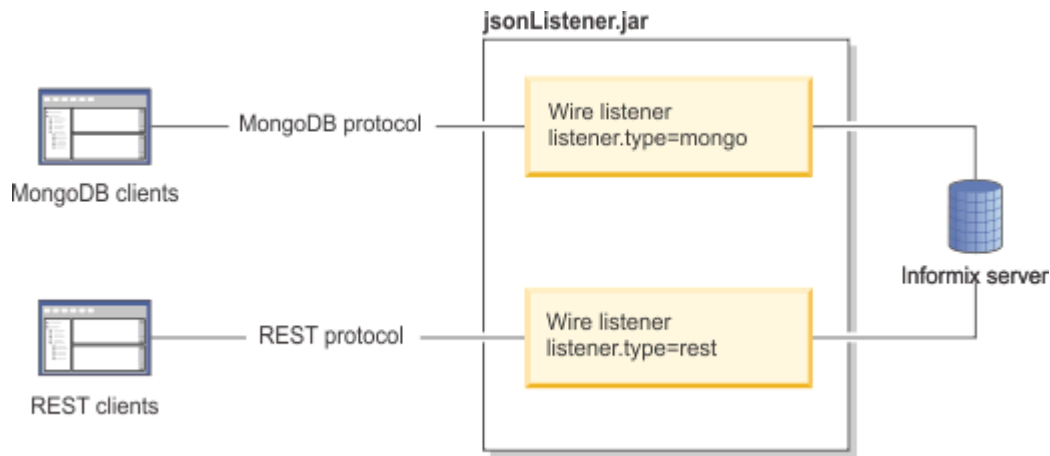 jsonListener.jar
Wire listener
listener.type=mongo
MongoDB protocol
MongoDB clients
Informix server
Wire listener
listener.type=rest
REST protocol
REST clients